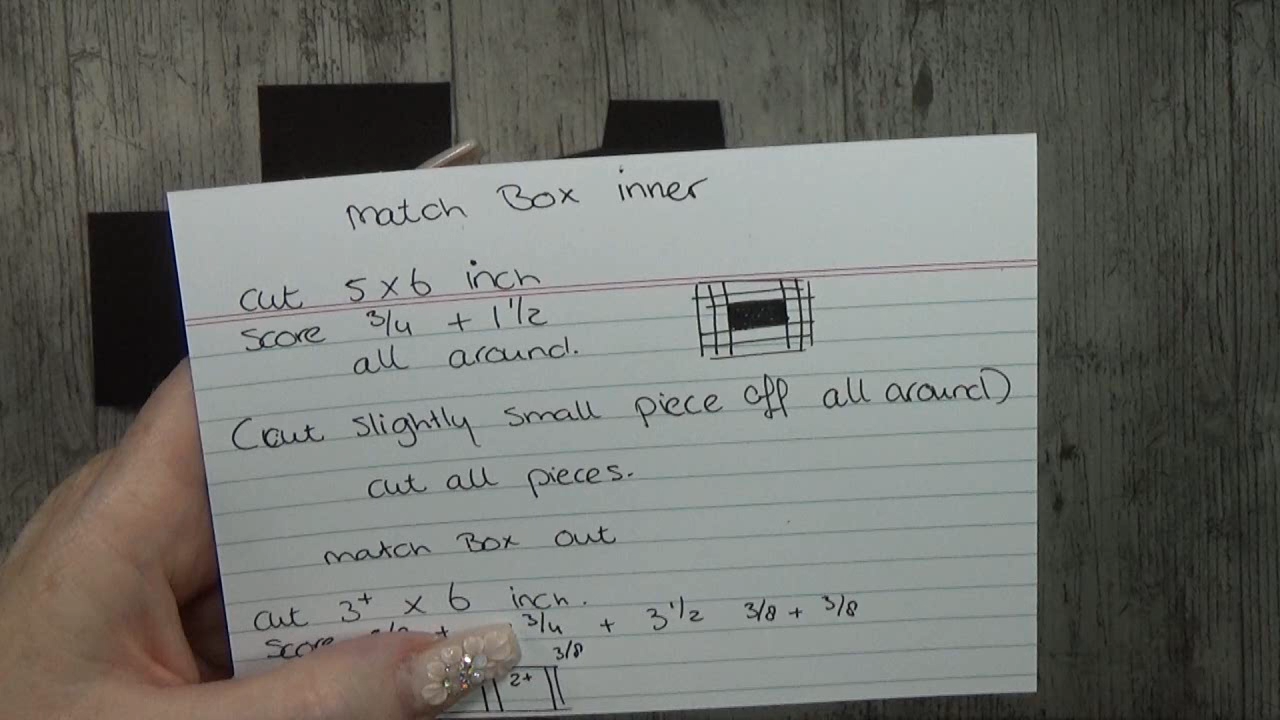 match Box inner
cut 5 x 6 inch
Score 3/4 + 1 1/2
all around.
(cut slightly small piece off all around)
cut all pieces.
match Box out
cut 3+ x 6 inch.
Score + 3/4 + 3 1/2 3/8 + 3/8
3/8
2+